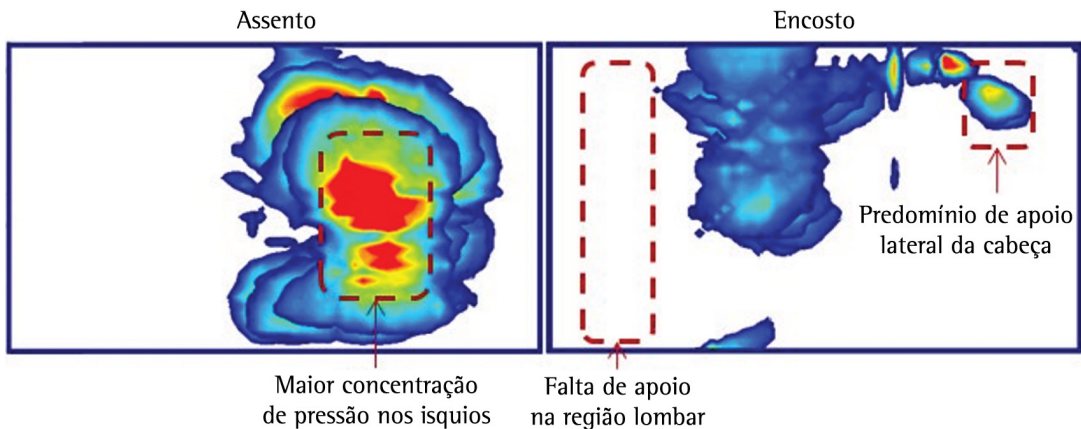 Assento
Encosto
Predomínio de apoio
lateral da cabeça
Maior concentração
de pressão nos isquios
Falta de apoio
na região lombar